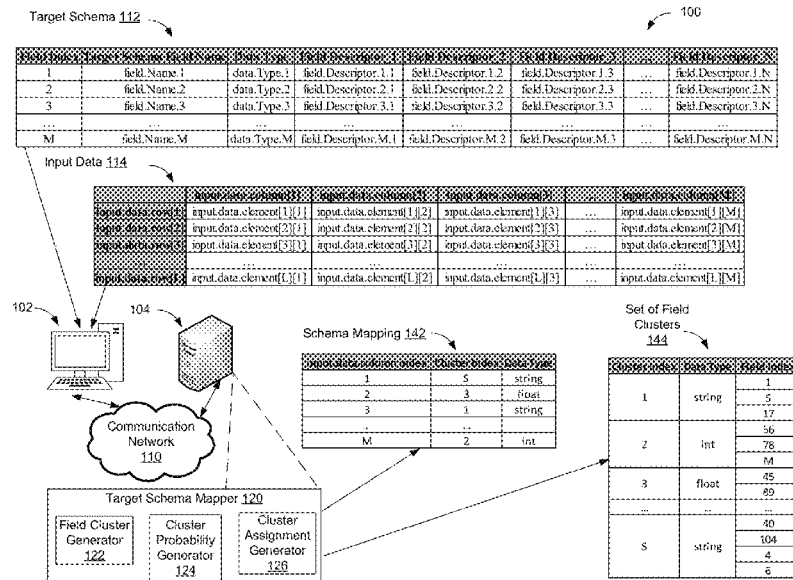 Target Schema 112
100
Field Index Target Schema Field Name Data Type Field Descriptor 1 Field Descriptor 2 Field Descriptor 3 ... Field Descriptor N
1 field.Name.1 data.Type.1 field.Descriptor.1.1 field.Descriptor.1.2 field.Descriptor.1.3 ... field.Descriptor.1.N
2 field.Name.2 data.Type.2 field.Descriptor.2.1 field.Descriptor.2.2 field.Descriptor.2.3 ... field.Descriptor.2.N
3 field.Name.3 data.Type.3 field.Descriptor.3.1 field.Descriptor.3.2 field.Descriptor.3.3 ... field.Descriptor.3.N
... ... ... ... ... ... ...
M field.Name.M data.Type.M field.Descriptor.M.1 field.Descriptor.M.2 field.Descriptor.M.3 ... field.Descriptor.M.N
Input Data 114
input.data.column[1] input.data.column[2] input.data.column[3] input.data.column[M]
input.data.row[1] input.data.element[1][1] input.data.element[1][2] input.data.element[1][3] ... input.data.element[1][M]
input.data.row[2] input.data.element[2][1] input.data.element[2][2] input.data.element[2][3] ... input.data.element[2][M]
input.data.row[3] input.data.element[3][1] input.data.element[3][2] input.data.element[3][3] ... input.data.element[3][M]
... ... ... ...
input.data.row[L] input.data.element[L][1] input.data.element[L][2] input.data.element[L][3] ... input.data.element[L][M]
102
104
Communication
Network
110
Schema Mapping 142
input.data.column.index Cluster Index Data Type
1 S string
2 3 float
3 1 string
... ... ...
M 2 int
Set of Field
Clusters
144
Cluster index Data Type Field index
1 string 1
5
17
2 int 56
78
M
3 float 45
89
... ... ...
S string 40
104
4
6
Target Schema Mapper 120
Field Cluster
Generator
122
Cluster
Probability
Generator
124
Cluster
Assignment
Generator
126